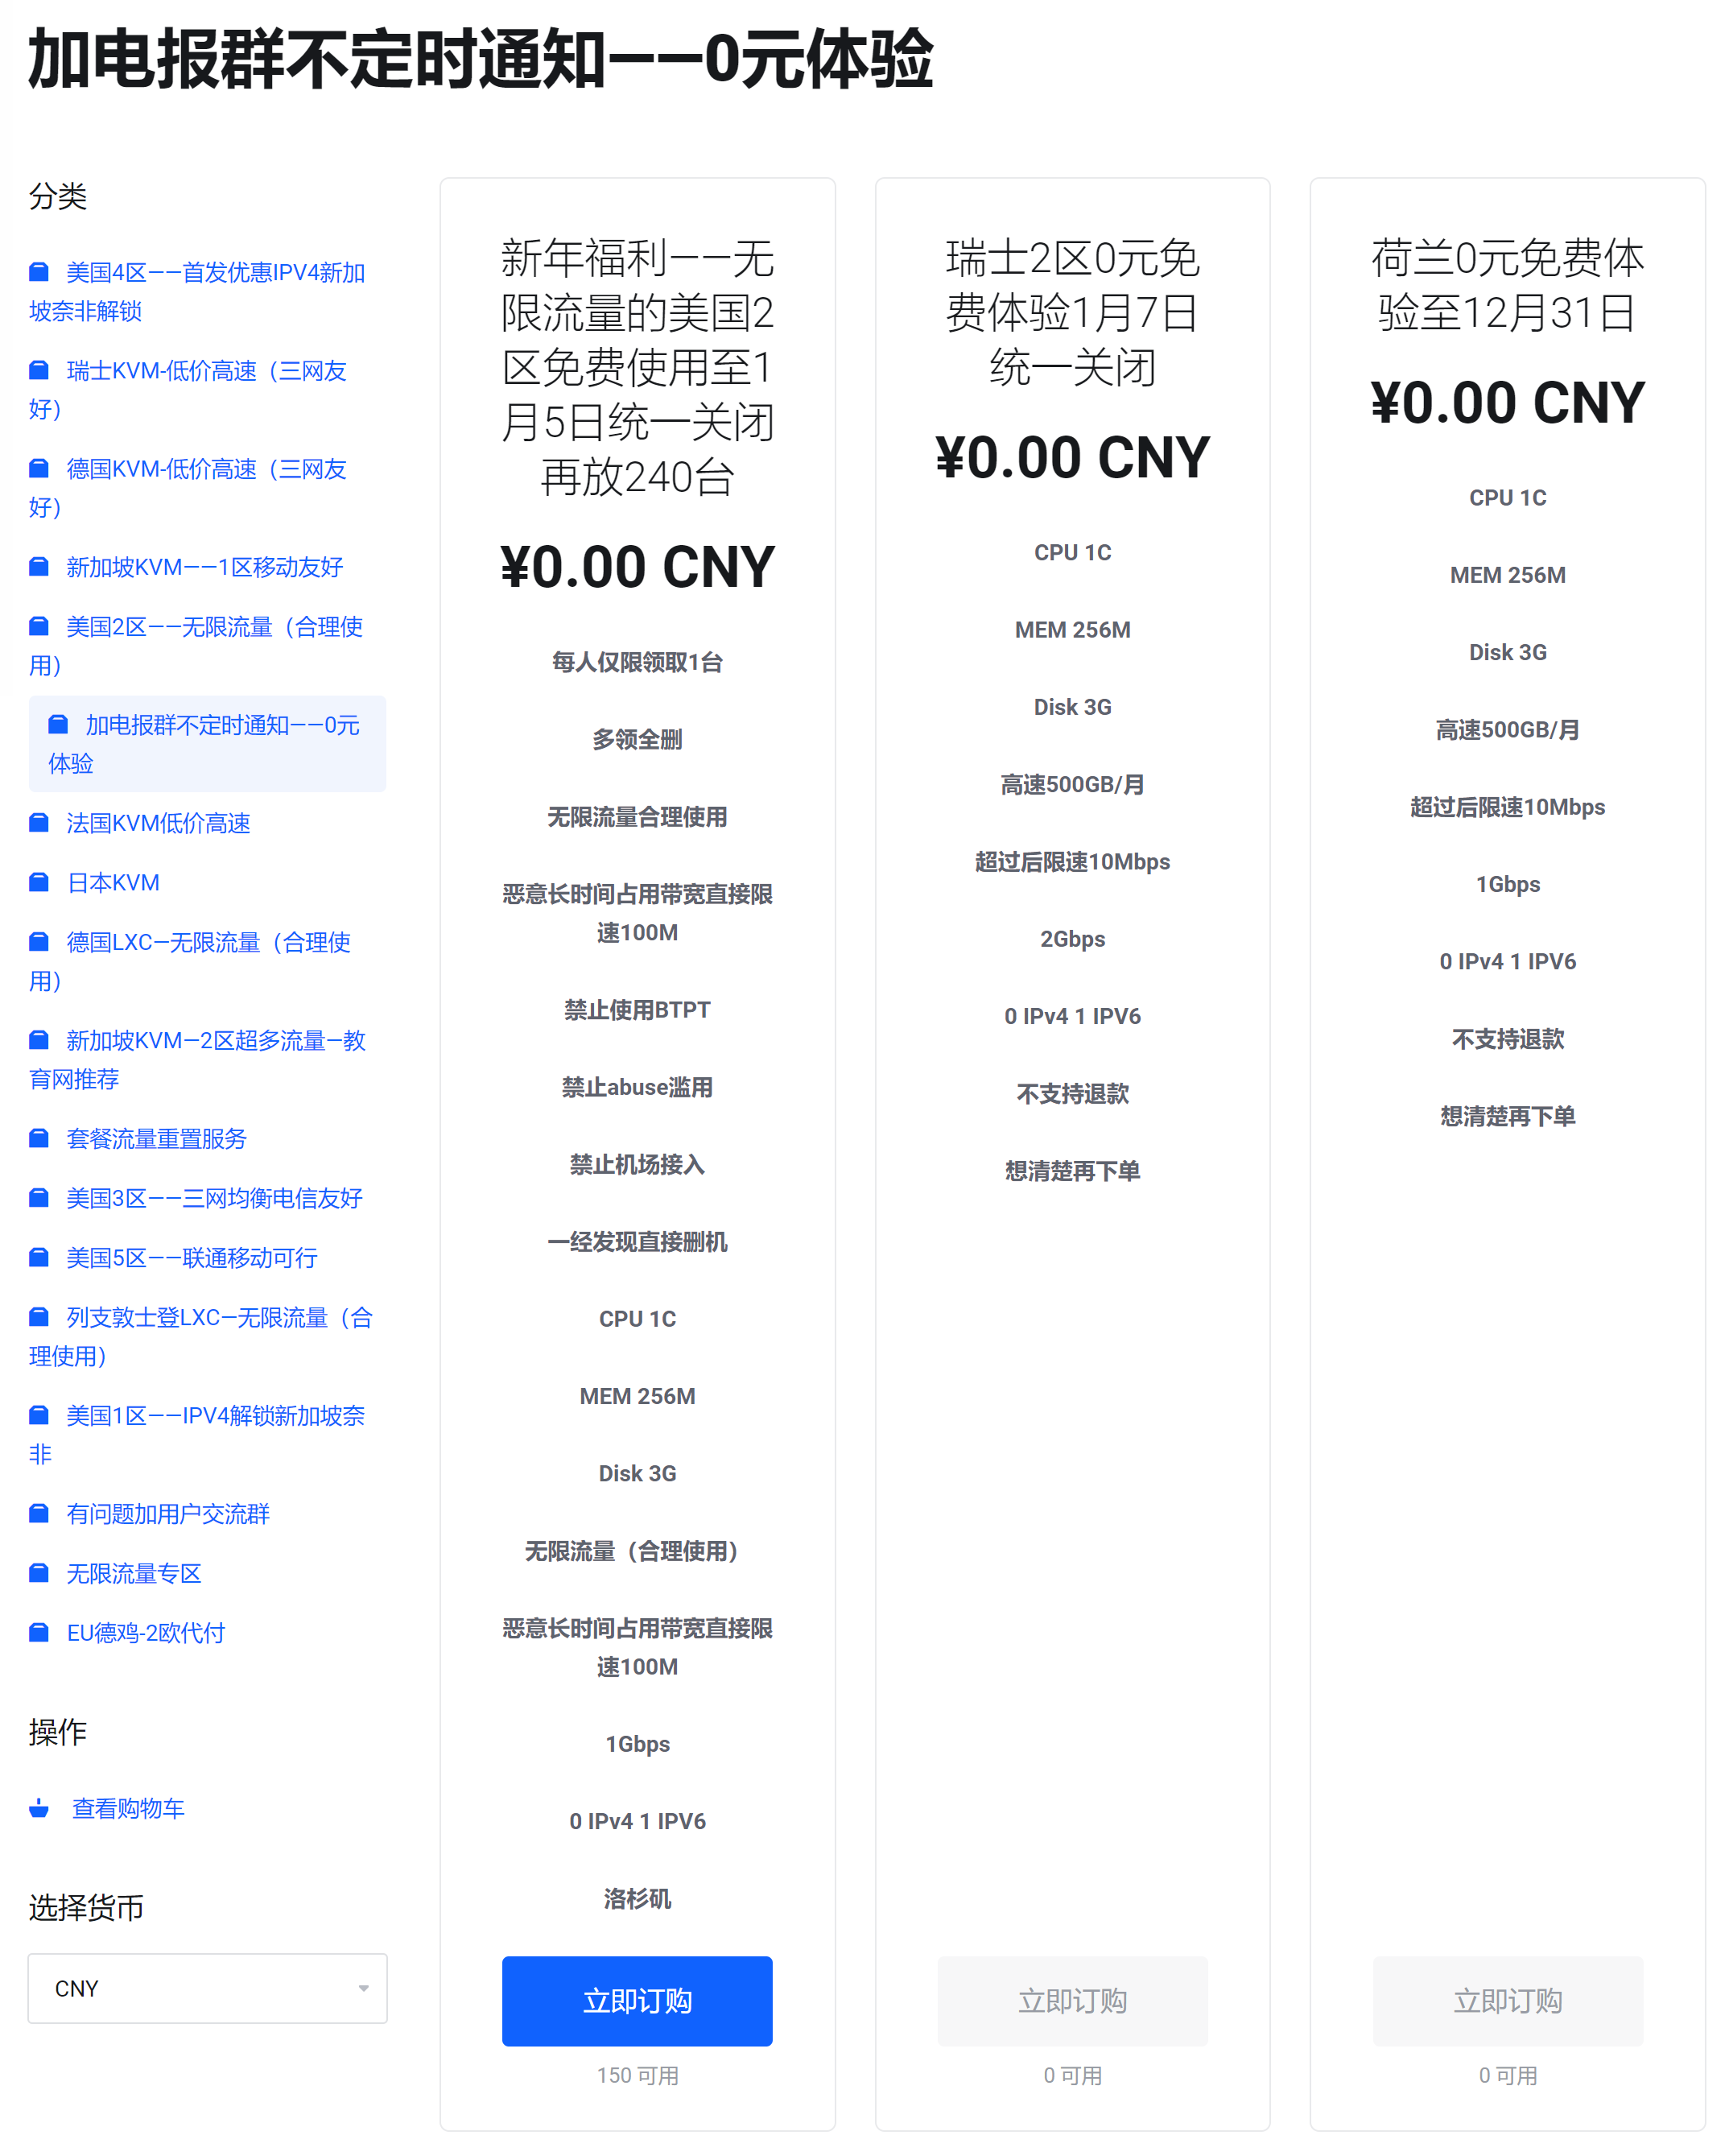 加电报群不定时通知——0元体验
分类
美国4区——首发优惠IPV4新加
坡奈非解锁
瑞士KVM-低价高速（三网友
好）
德国KVM-低价高速（三网友
好）
新加坡KVM——1区移动友好
美国2区——无限流量（合理使
用）
加电报群不定时通知——0元
体验
法国KVM低价高速
日本KVM
德国LXC—无限流量（合理使
用）
新加坡KVM—2区超多流量—教
育网推荐
套餐流量重置服务
美国3区——三网均衡电信友好
美国5区——联通移动可行
列支敦士登LXC—无限流量（合
理使用）
美国1区——IPV4解锁新加坡奈
非
有问题加用户交流群
无限流量专区
EU德鸡-2欧代付
操作
查看购物车
选择货币
CNY
新年福利——无
限流量的美国2
区免费使用至1
月5日统一关闭
再放240台
¥0.00 CNY
每人仅限领取1台
多领全删
无限流量合理使用
恶意长时间占用带宽直接限
速100M
禁止使用BTPT
禁止abuse滥用
禁止机场接入
一经发现直接删机
CPU 1C
MEM 256M
Disk 3G
无限流量（合理使用）
恶意长时间占用带宽直接限
速100M
1Gbps
0 IPv4 1 IPV6
洛杉矶
立即订购
150 可用
瑞士2区0元免
费体验1月7日
统一关闭
¥0.00 CNY
CPU 1C
MEM 256M
Disk 3G
高速500GB/月
超过后限速10Mbps
2Gbps
0 IPv4 1 IPV6
不支持退款
想清楚再下单
立即订购
0 可用
荷兰0元免费体
验至12月31日
¥0.00 CNY
CPU 1C
MEM 256M
Disk 3G
高速500GB/月
超过后限速10Mbps
1Gbps
0 IPv4 1 IPV6
不支持退款
想清楚再下单
立即订购
0 可用